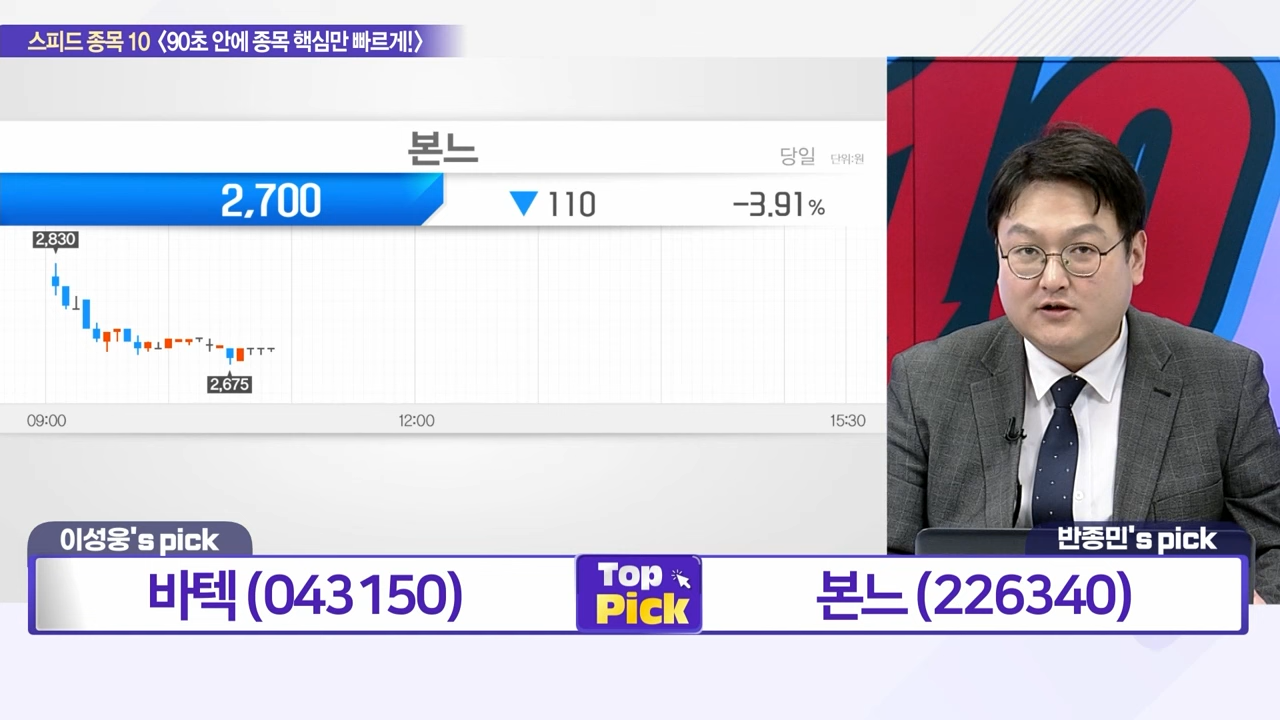 스피드 종목 10 〈90초 안에 종목 핵심만 빠르게!〉
본느
당일 단위:원
2,700 ▼110 -3.91%
2,830
2,675
09:00 12:00 15:30
이성웅's pick
반종민's pick
바텍 (043150)
Top
Pick
본느 (226340)
10